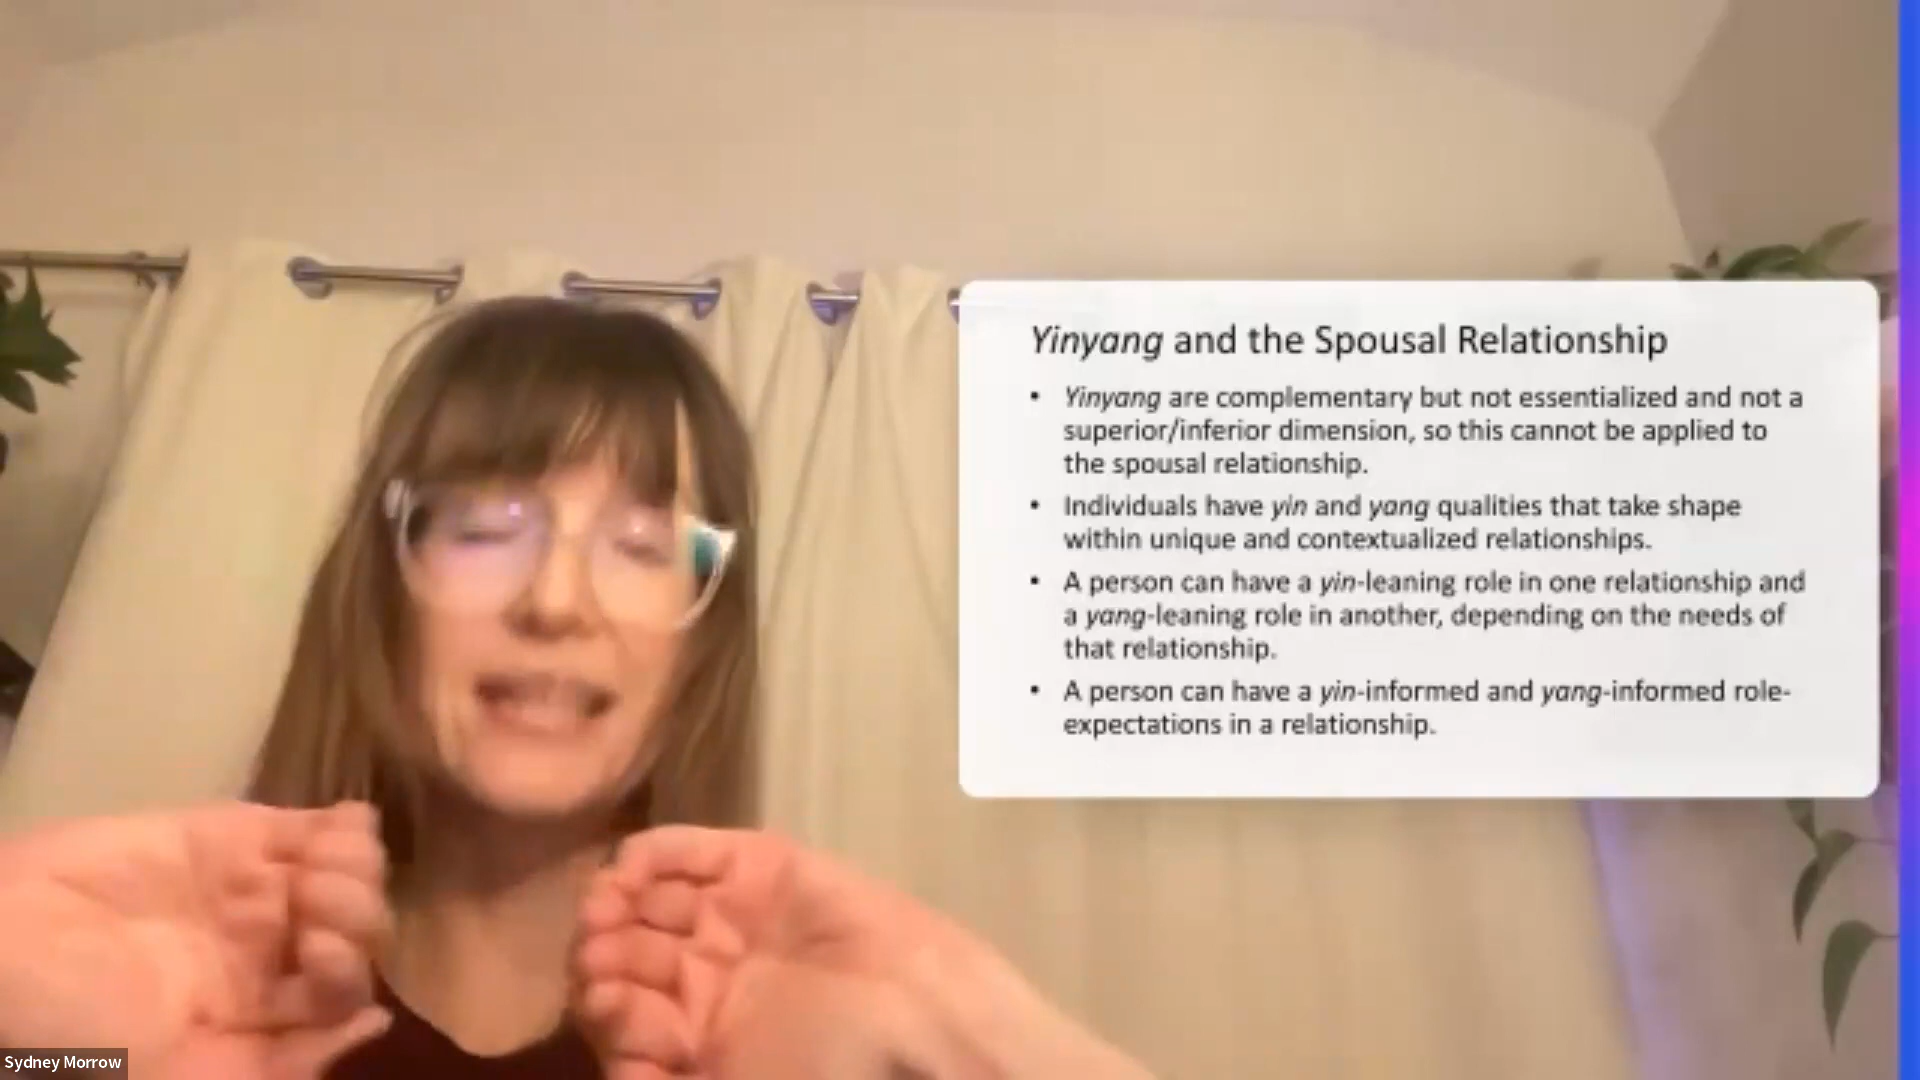 Yinyang and the Spousal Relationship
• Yinyang are complementary but not essentialized and not a
superior/inferior dimension, so this cannot be applied to
the spousal relationship.
• Individuals have yin and yang qualities that take shape
within unique and contextualized relationships.
• A person can have a yin-leaning role in one relationship and
a yang-leaning role in another, depending on the needs of
that relationship.
• A person can have a yin-informed and yang-informed role-
expectations in a relationship.
Sydney Morrow